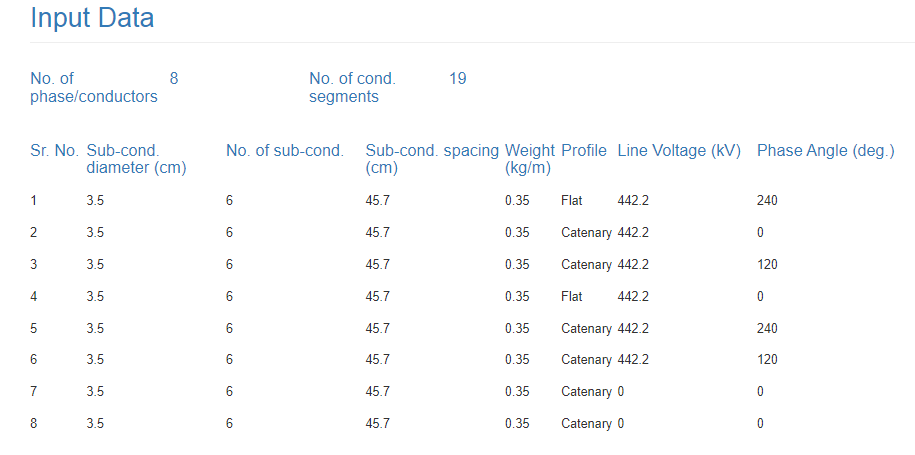 Input Data
No. of phase/conductors 8 No. of cond. segments 19
Sr. No. Sub-cond. diameter (cm) No. of sub-cond. Sub-cond. spacing (cm) Weight (kg/m) Profile Line Voltage (kV) Phase Angle (deg.)
1 3.5 6 45.7 0.35 Flat 442.2 240
2 3.5 6 45.7 0.35 Catenary 442.2 0
3 3.5 6 45.7 0.35 Catenary 442.2 120
4 3.5 6 45.7 0.35 Flat 442.2 0
5 3.5 6 45.7 0.35 Catenary 442.2 240
6 3.5 6 45.7 0.35 Catenary 442.2 120
7 3.5 6 45.7 0.35 Catenary 0 0
8 3.5 6 45.7 0.35 Catenary 0 0